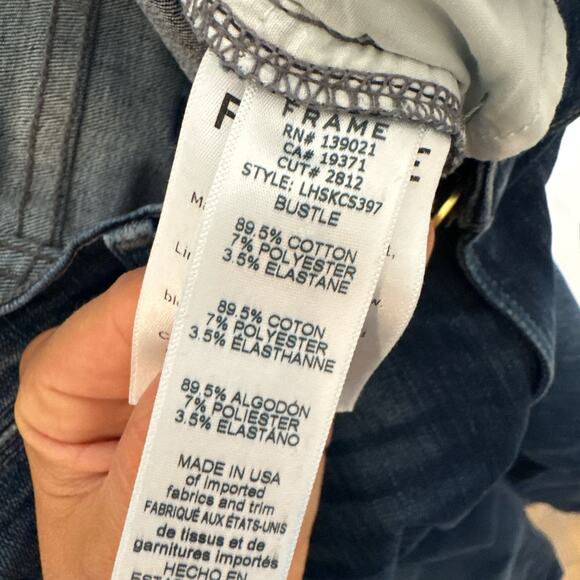 FRAME
RN# 139021
CA# 19371
CUT# 2812
STYLE: LHSKCS397
BUSTLE
89.5% COTTON
7% POLYESTER
3.5% ELASTANE
89.5% COTON
7% POLYESTER
3.5% ÉLASTHANNE
89.5% ALGODÓN
7% POLIESTER
3.5% ELASTANO
MADE IN USA
of imported
fabrics and trim
FABRIQUÉ AUX ÉTATS-UNIS
de tissus et de
garnitures importés
HECHO EN